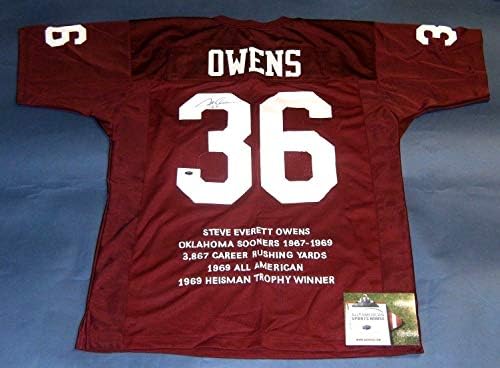 36
36
OWENS
36
STEVE EVERETT OWENS
OKLAHOMA SOONERS 1967-1969
3,867 CAREER RUSHING YARDS
1969 ALL AMERICAN
1969 HEISMAN TROPHY WINNER